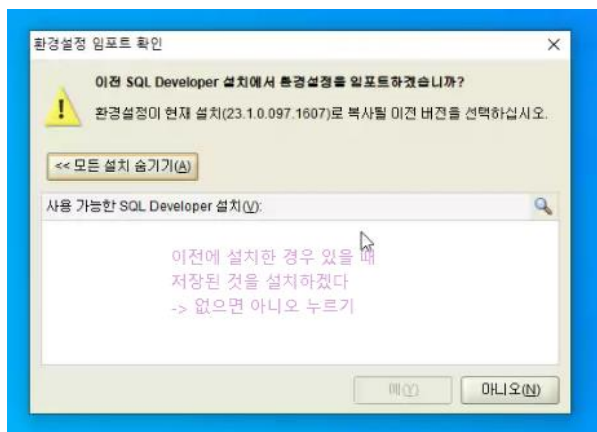 환경설정 임포트 확인
이전 SQL Developer 설치에서 환경설정을 임포트하겠습니까?
환경설정이 현재 설치(23.1.0.097.1607)로 복사될 이전 버전을 선택하십시오.
<< 모든 설치 숨기기(A)
사용 가능한 SQL Developer 설치(V):
이전에 설치한 경우 있을 때
저장된 것을 설치하겠다
-> 없으면 아니오 누르기
예(Y)
아니오(N)